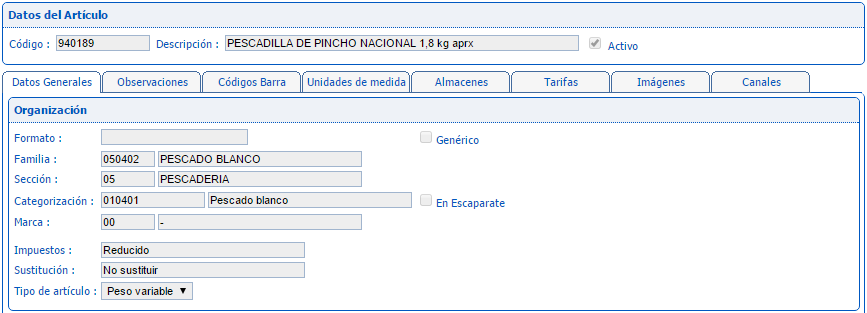 Datos del Artículo
Código : 940189 Descripción : PESCADILLA DE PINCHO NACIONAL 1,8 kg aprx Activo
Datos Generales Observaciones Códigos Barra Unidades de medida Almacenes Tarifas Imágenes Canales
Organización
Formato : Genérico
Familia : 050402 PESCADO BLANCO
Sección : 05 PESCADERIA
Categorización : 010401 Pescado blanco En Escaparate
Marca : 00 -
Impuestos : Reducido
Sustitución : No sustituir
Tipo de artículo : Peso variable